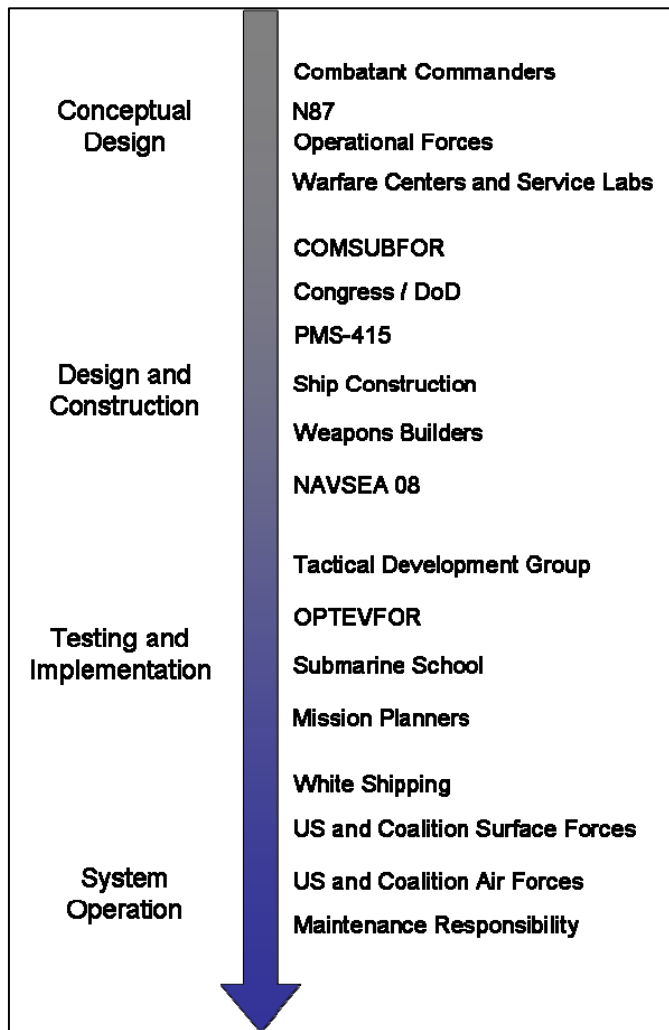 Conceptual
Design
Combatant Commanders
N87
Operational Forces
Warfare Centers and Service Labs
Design and
Construction
COMSUBFOR
Congress / DoD
PMS-415
Ship Construction
Weapons Builders
NAVSEA 08
Testing and
Implementation
Tactical Development Group
OPTEVFOR
Submarine School
Mission Planners
System
Operation
White Shipping
US and Coalition Surface Forces
US and Coalition Air Forces
Maintenance Responsibility